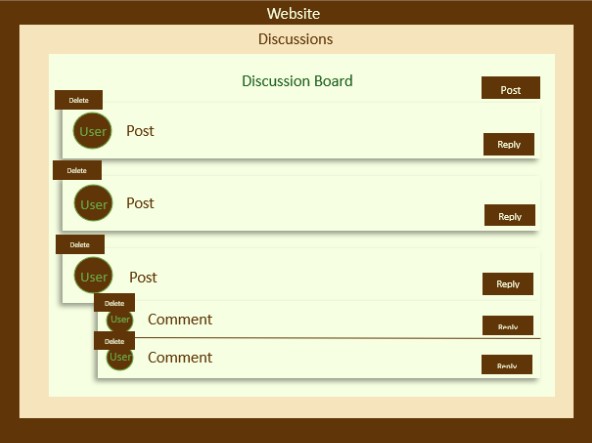 Website
Discussions
Discussion Board
Post
Delete
User Post
Reply
Delete
User Post
Reply
Delete
User Post
Reply
Delete
User Comment
Reply
Delete
User Comment
Reply